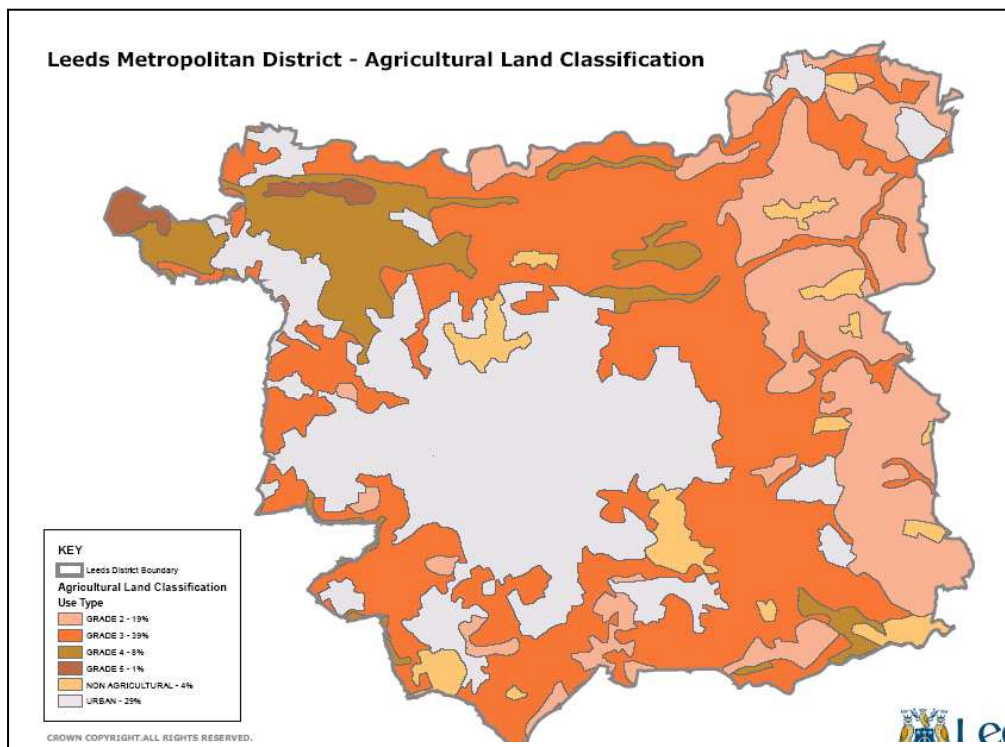 Leeds Metropolitan District - Agricultural Land Classification
KEY
Leeds District Boundary
Agricultural Land Classification
Use Type
GRADE 2 - 19%
GRADE 3 - 39%
GRADE 4 - 8%
GRADE 5 - 1%
NON AGRICULTURAL - 4%
URBAN - 29%
CROWN COPYRIGHT.ALL RIGHTS RESERVED.